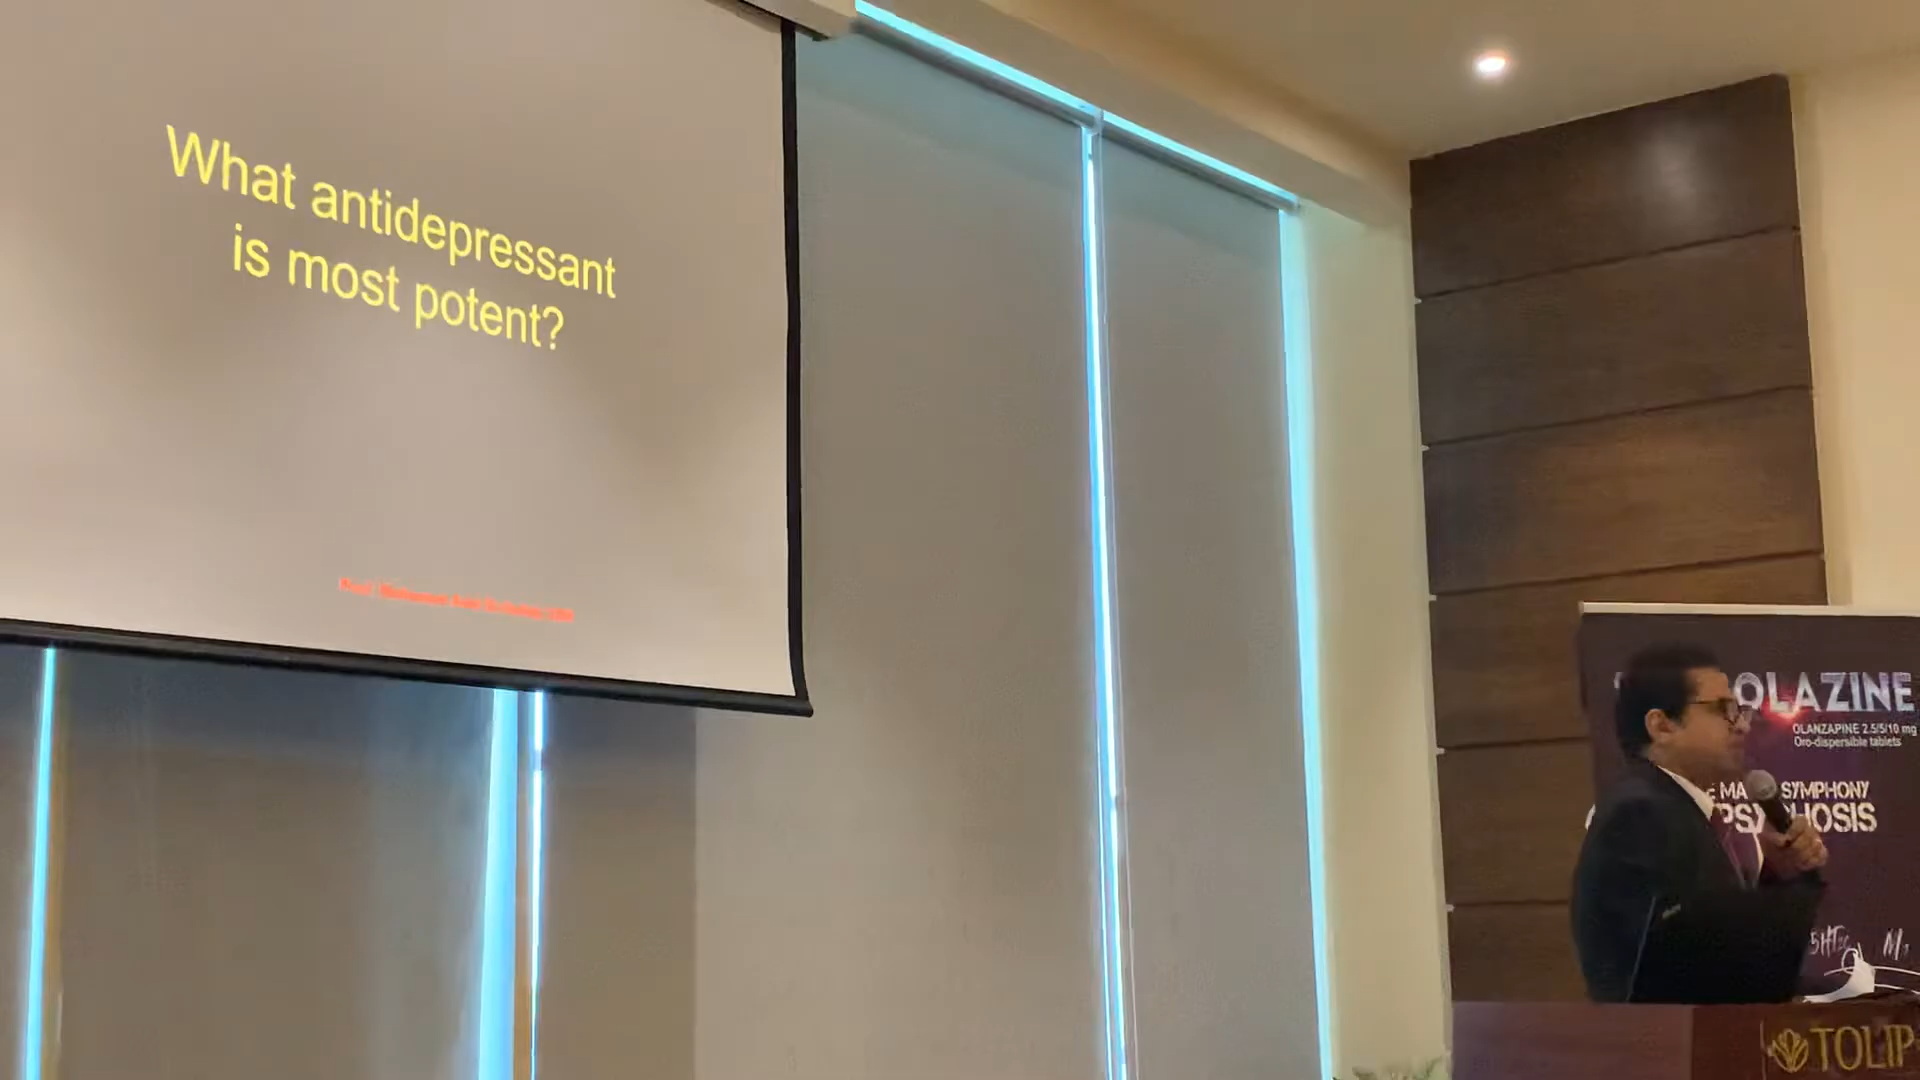 What antidepressant
is most potent?
OLAZINE
OLANZAPINE 2.5/5/10 mg
Oro-dispersible tablets
SYMPHONY
TOLIP